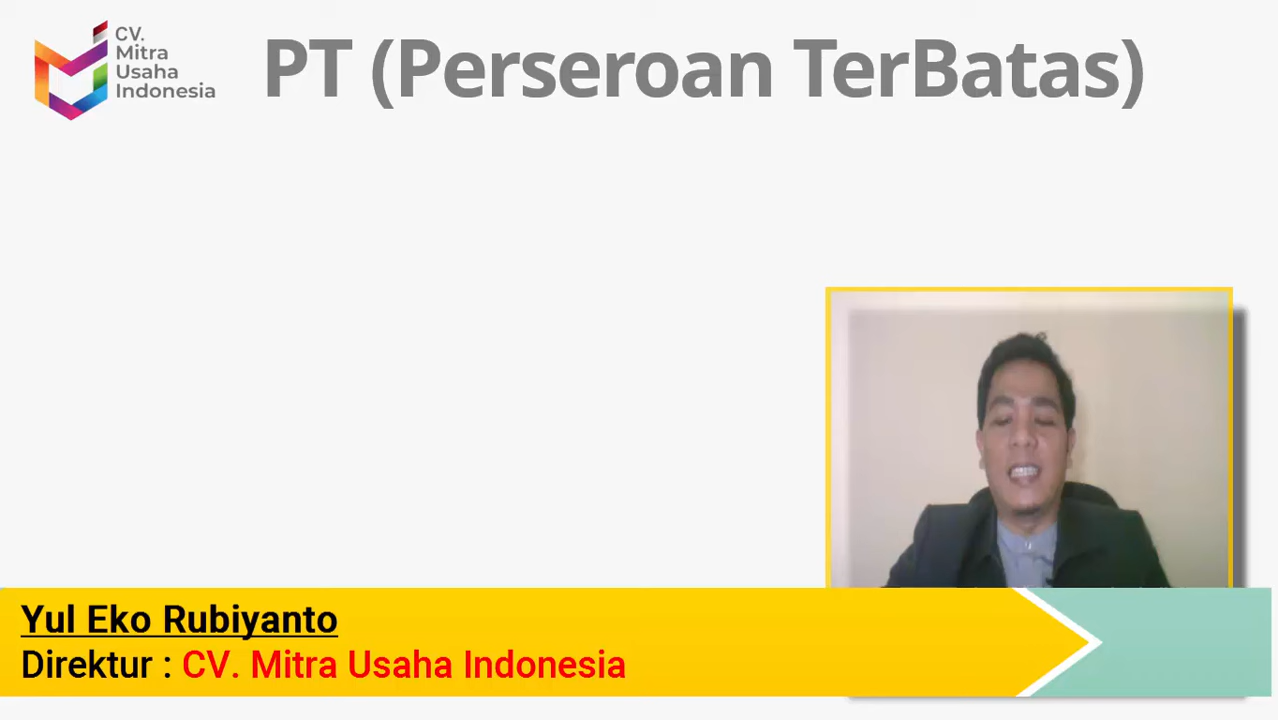 CV.
Mitra
Usaha
Indonesia
PT (Perseroan TerBatas)
Yul Eko Rubiyanto
Direktur : CV. Mitra Usaha Indonesia